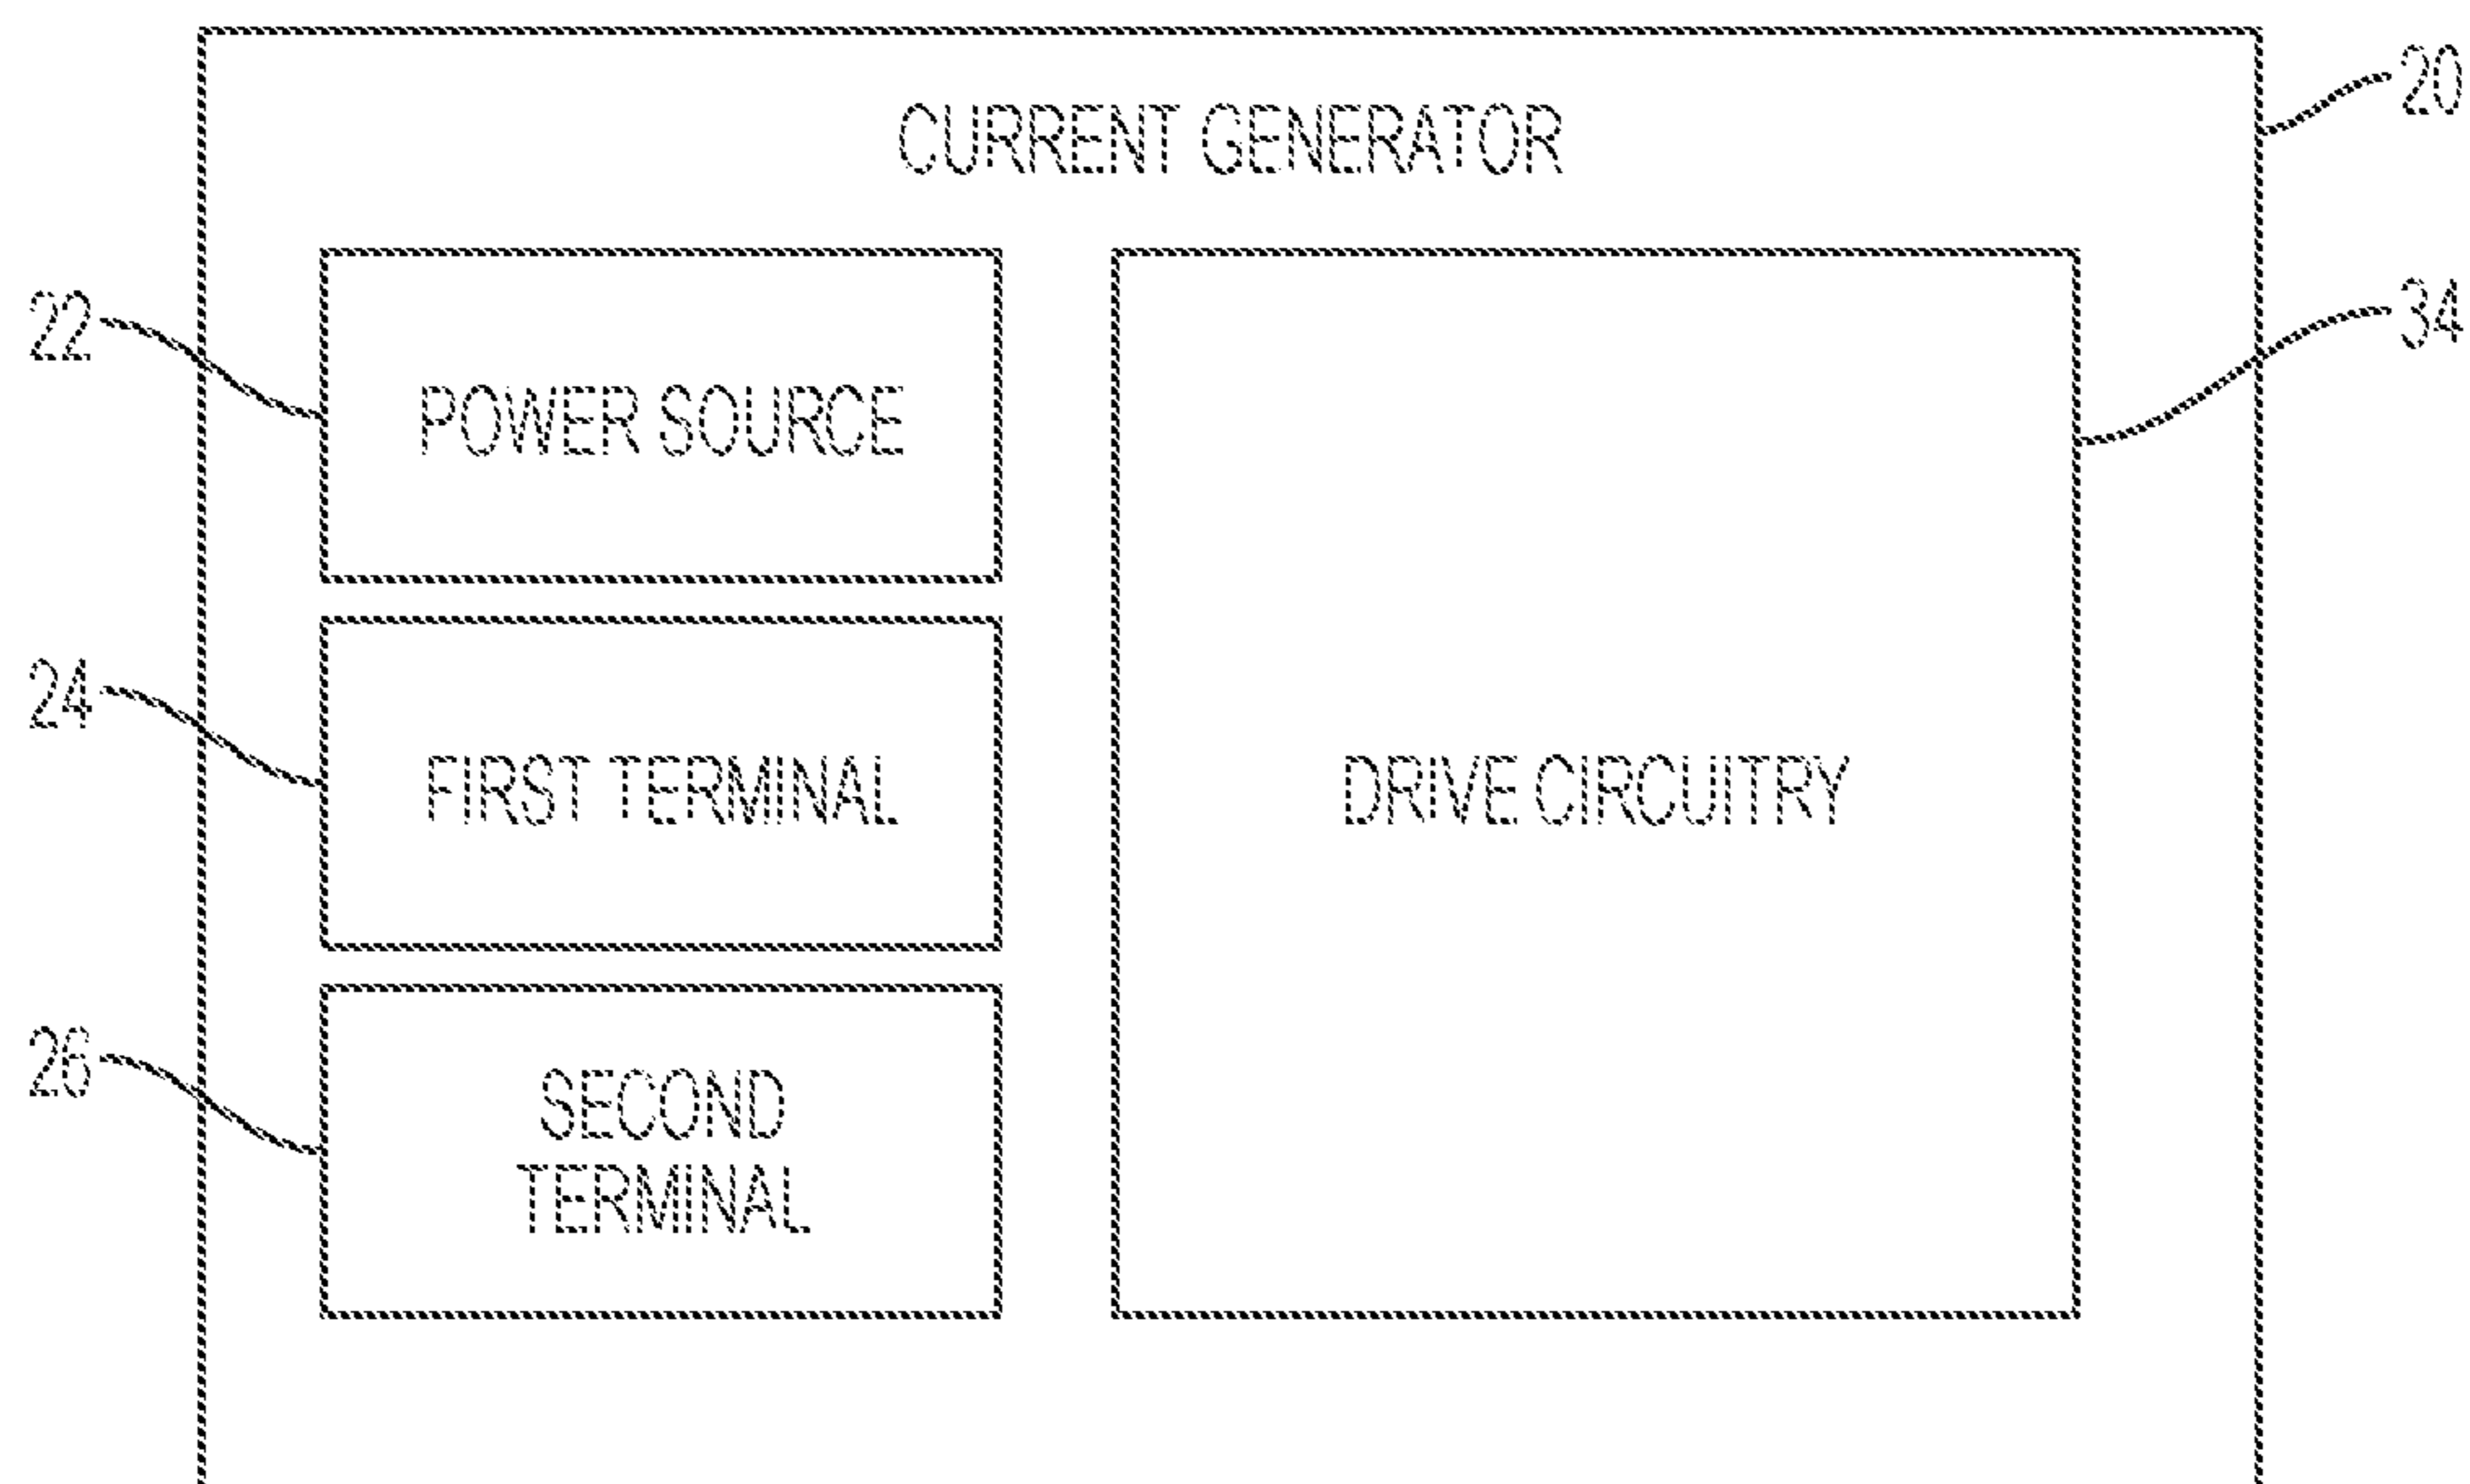 CURRENT GENERATOR
20
22
POWER SOURCE
34
24
FIRST TERMINAL
DRIVE CIRCUITRY
26
SECOND
TERMINAL